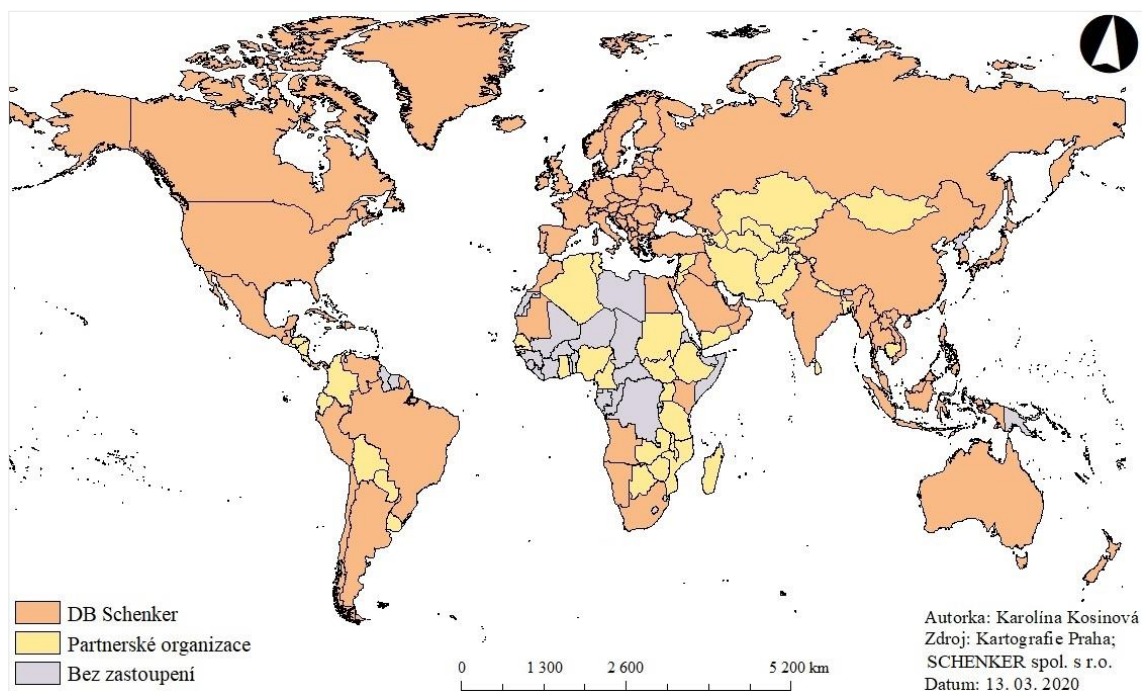 DB Schenker
Partnerské organizace
Bez zastoupení
0 1 300 2 600 5 200 km
Autorka: Karolína Kosinová
Zdroj: Kartografie Praha;
SCHENKER spol. s r.o.
Datum: 13. 03. 2020